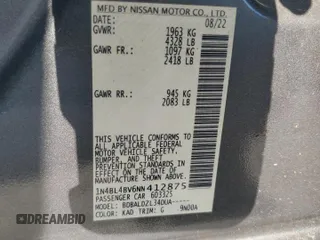 MFD BY NISSAN MOTOR CO., LTD.
DATE: 08/22
GVWR: 1963 KG
4328 LB
GAWR FR: 1097 KG
2418 LB
GAWR RR: 945 KG
2083 LB
THIS VEHICLE CONFORMS TO ALL
APPLICABLE FEDERAL MOTOR
VEHICLE SAFETY, BUMPER, AND
THEFT PREVENTION STANDARDS
IN EFFECT ON THE DATE OF
MANUFACTURE SHOWN ABOVE.
1N4BL4BV6NN412875
PASSENGER CAR 6D3325
MODEL: BDBALDZL34DUA-----
COLOR: KAD TRIM: G
AUTOBIDMASTER